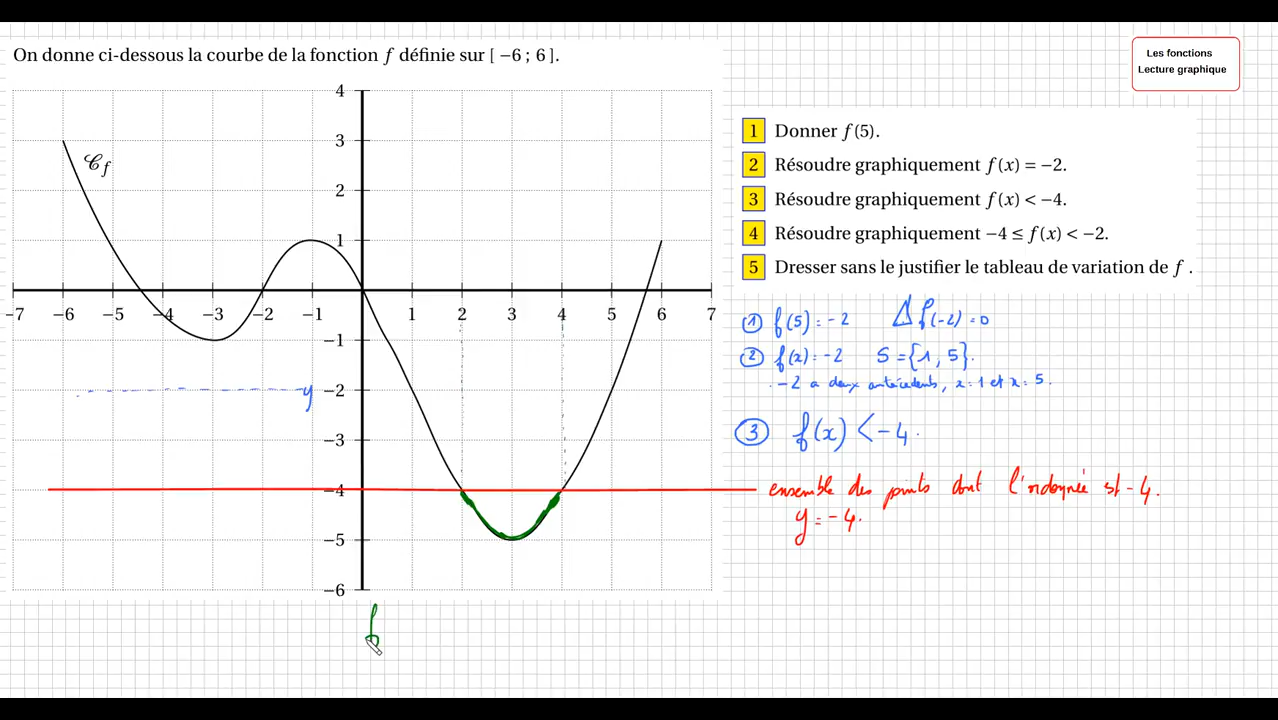 On donne ci-dessous la courbe de la fonction f définie sur [ −6 ; 6 ].
Les fonctions
Lecture graphique
4
3
2
1
−1
−2
−3
−4
−5
−6
−7 −6 −5 −4 −3 −2 −1 1 2 3 4 5 6 7
𝒞f
y
1 Donner f(5).
2 Résoudre graphiquement f(x) = −2.
3 Résoudre graphiquement f(x) < −4.
4 Résoudre graphiquement −4 ≤ f(x) < −2.
5 Dresser sans le justifier le tableau de variation de f .
① f(5) = -2 Δ f(-2) = 0
② f(x) = -2 S = {1, 5}.
-2 a deux antécédents, x = 1 et x = 5.
③ f(x) < -4.
ensemble des points dont l'ordonnée st -4.
y = -4.
f